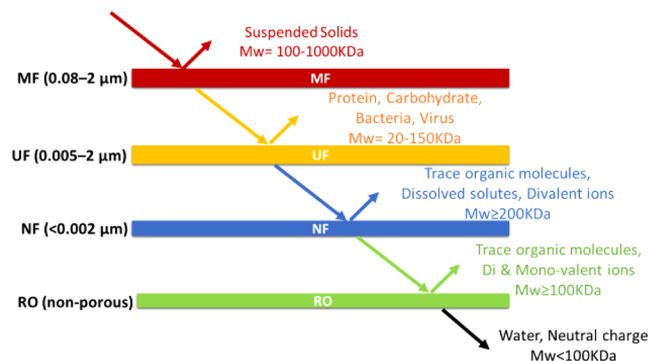 Suspended Solids
Mw= 100-1000KDa
MF (0.08–2 µm)
MF
Protein, Carbohydrate,
Bacteria, Virus
Mw= 20-150KDa
UF (0.005–2 µm)
UF
Trace organic molecules,
Dissolved solutes, Divalent ions
Mw≥200KDa
NF (<0.002 µm)
NF
Trace organic molecules,
Di & Mono-valent ions
Mw≥100KDa
RO (non-porous)
RO
Water, Neutral charge
Mw<100KDa